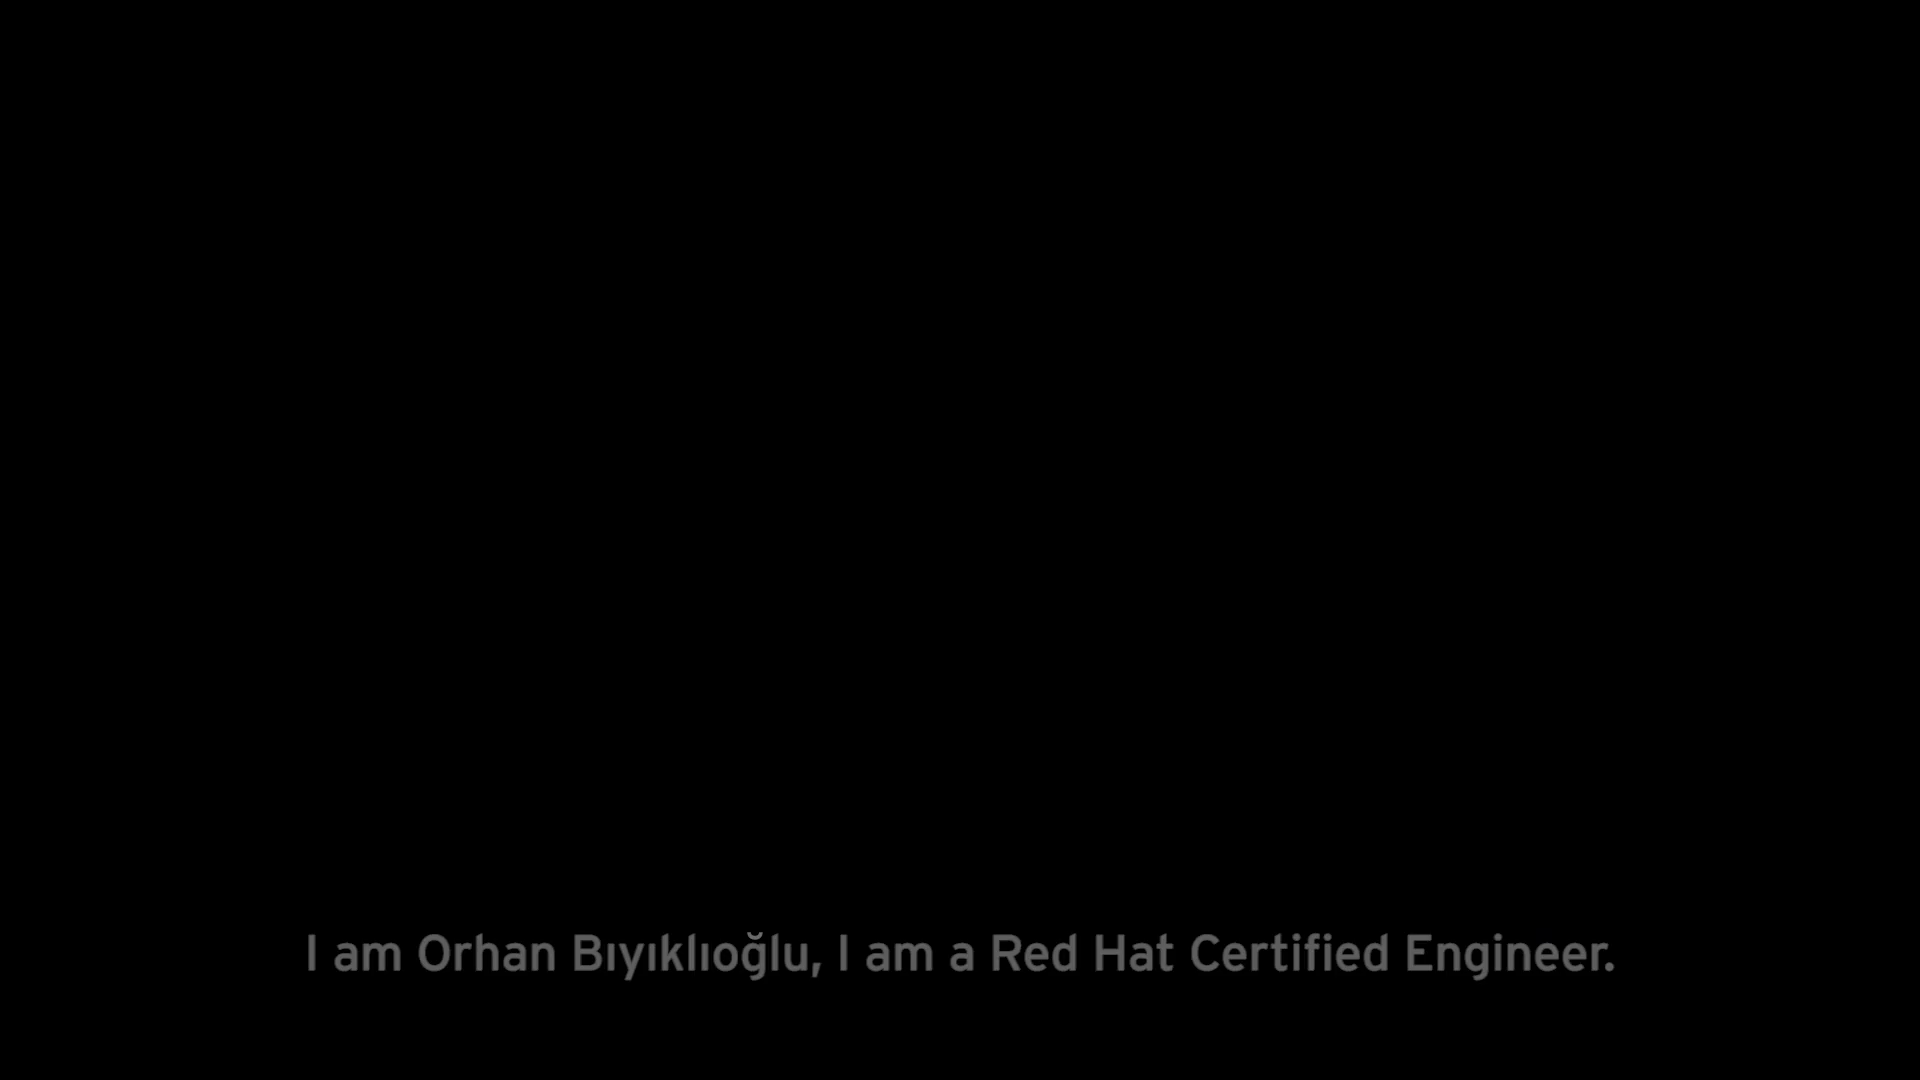 I am Orhan Bıyıklıoğlu, I am a Red Hat Certified Engineer.